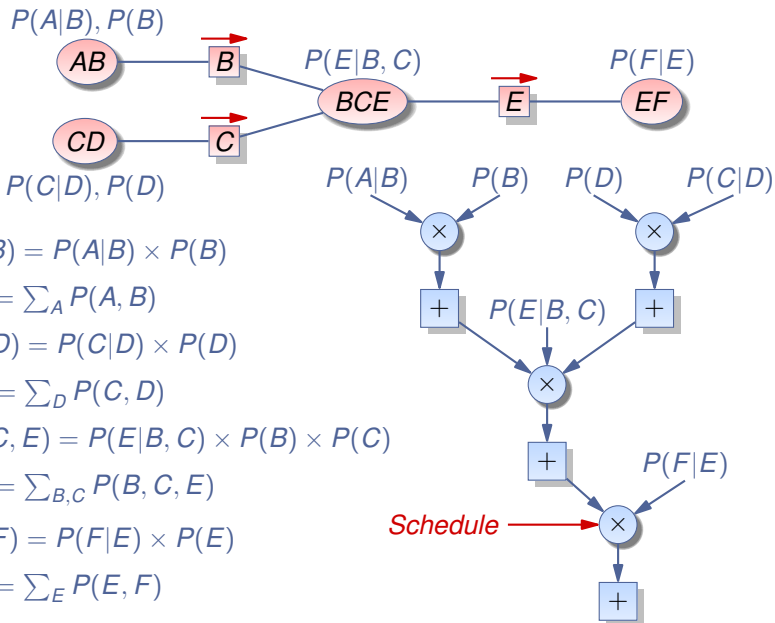 P(A|B), P(B)
AB
B
P(E|B, C)
P(F|E)
BCE
E
EF
CD
C
P(C|D), P(D)
P(A|B)
P(B)
P(D)
P(C|D)
×
×
B) = P(A|B) × P(B)
= ∑_A P(A, B)
+
P(E|B, C)
+
D) = P(C|D) × P(D)
= ∑_D P(C, D)
×
C, E) = P(E|B, C) × P(B) × P(C)
= ∑_{B,C} P(B, C, E)
+
P(F|E)
F) = P(F|E) × P(E)
Schedule
×
= ∑_E P(E, F)
+